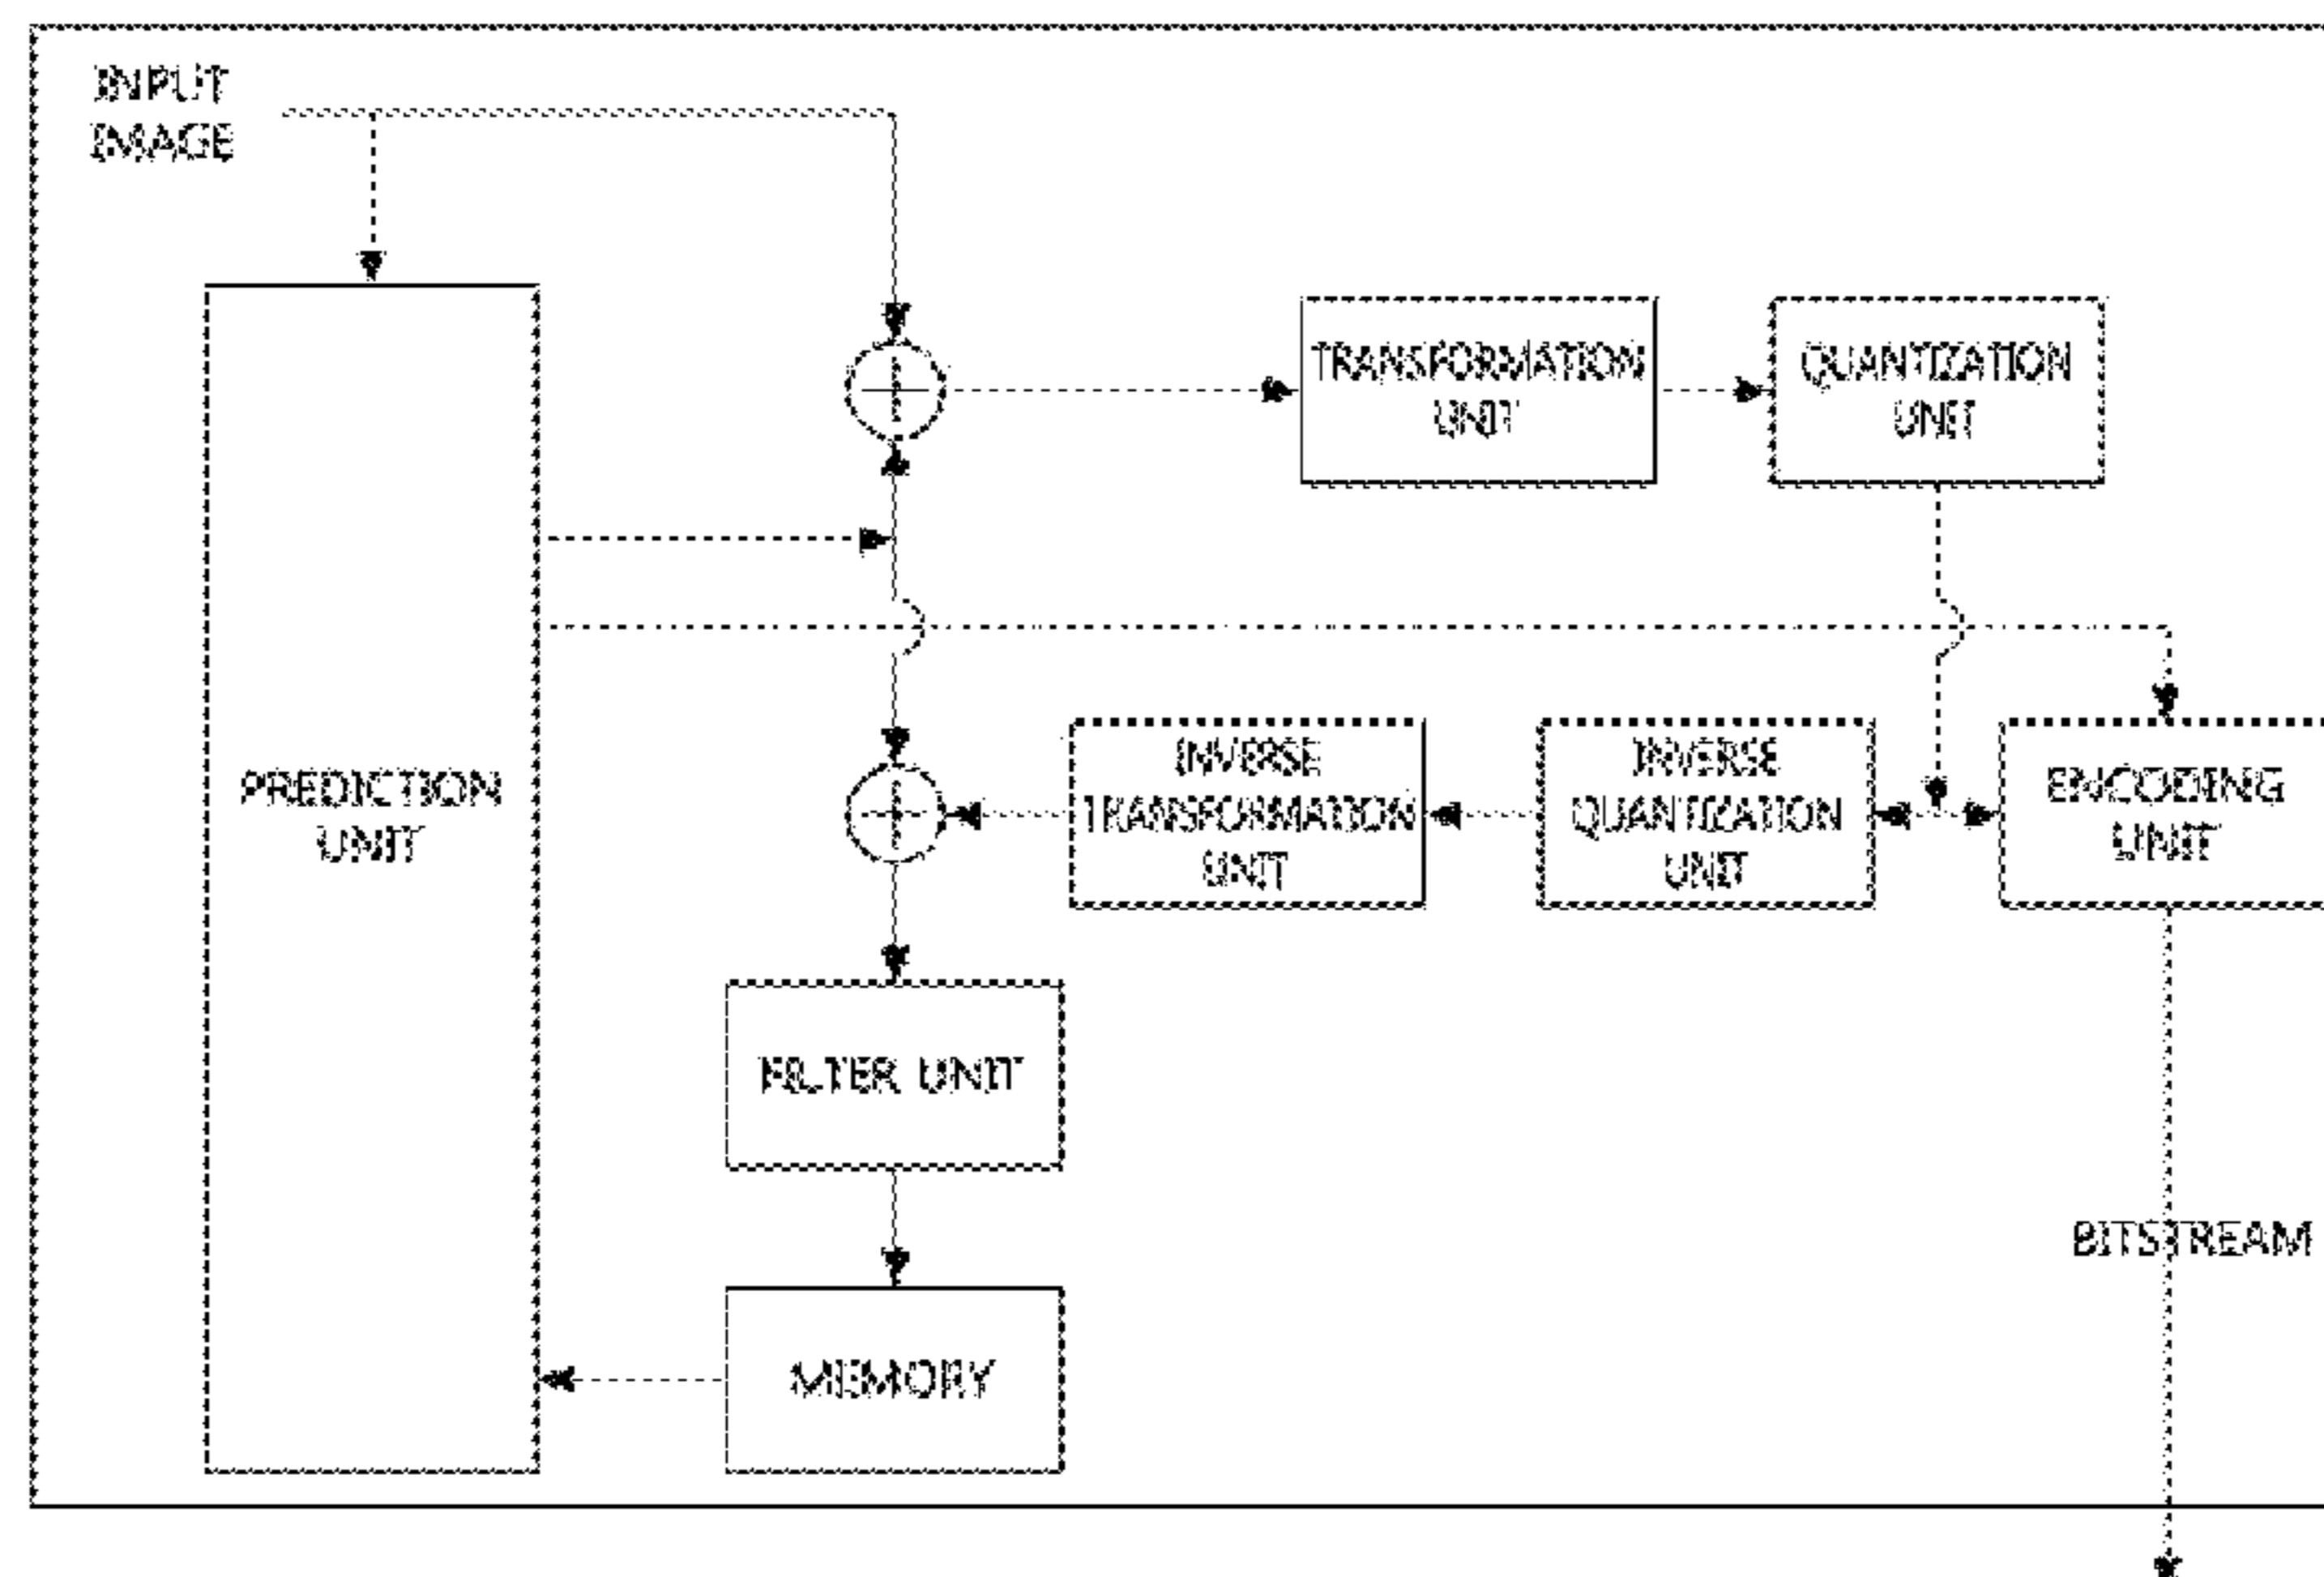 INPUT
IMAGE
TRANSFORMATION
UNIT
QUANTIZATION
UNIT
PREDICTION
UNIT
INVERSE
TRANSFORMATION
UNIT
INVERSE
QUANTIZATION
UNIT
ENCODING
UNIT
FILTER UNIT
BITSTREAM
MEMORY